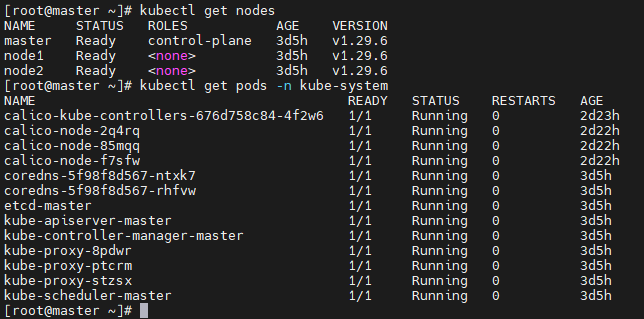 [root@master ~]# kubectl get nodes
NAME     STATUS   ROLES           AGE    VERSION
master   Ready    control-plane   3d5h   v1.29.6
node1    Ready    <none>          3d5h   v1.29.6
node2    Ready    <none>          3d5h   v1.29.6
[root@master ~]# kubectl get pods -n kube-system
NAME                                       READY   STATUS    RESTARTS   AGE
calico-kube-controllers-676d758c84-4f2w6   1/1     Running   0          2d23h
calico-node-2q4rq                          1/1     Running   0          2d22h
calico-node-85mqq                          1/1     Running   0          2d22h
calico-node-f7sfw                          1/1     Running   0          2d22h
coredns-5f98f8d567-ntxk7                   1/1     Running   0          3d5h
coredns-5f98f8d567-rhfvw                   1/1     Running   0          3d5h
etcd-master                                1/1     Running   0          3d5h
kube-apiserver-master                      1/1     Running   0          3d5h
kube-controller-manager-master             1/1     Running   0          3d5h
kube-proxy-8pdwr                           1/1     Running   0          3d5h
kube-proxy-ptcrm                           1/1     Running   0          3d5h
kube-proxy-stzsx                           1/1     Running   0          3d5h
kube-scheduler-master                      1/1     Running   0          3d5h
[root@master ~]#